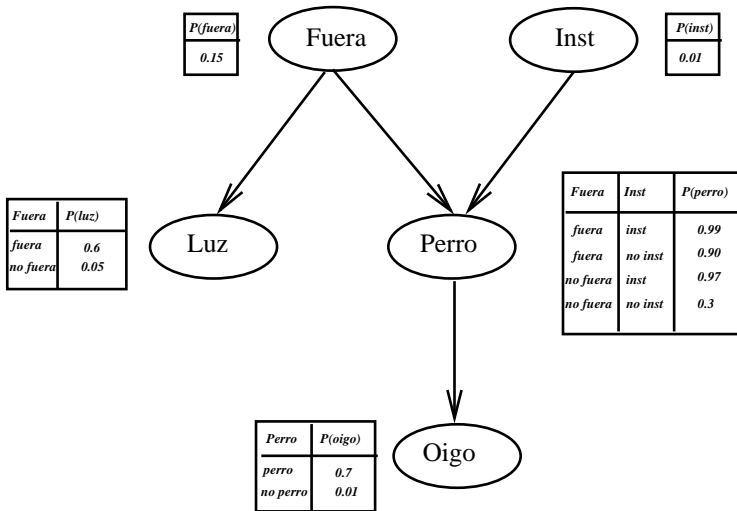 P(fuera)
0.15
Fuera
Inst
P(inst)
0.01
Fuera P(luz)
fuera 0.6
no fuera 0.05
Luz
Perro
Fuera Inst P(perro)
fuera inst 0.99
fuera no inst 0.90
no fuera inst 0.97
no fuera no inst 0.3
Perro P(oigo)
perro 0.7
no perro 0.01
Oigo